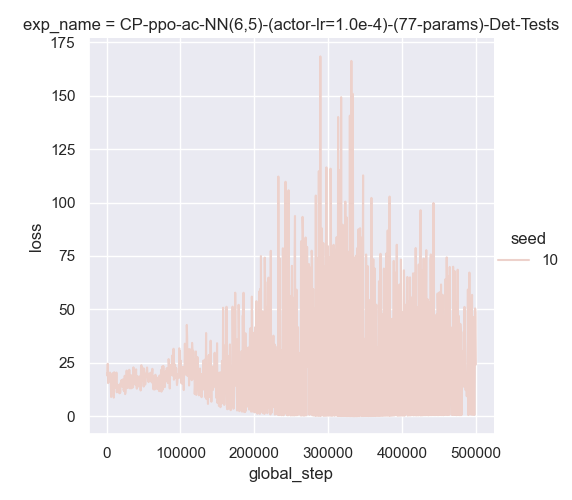 exp_name = CP-ppo-ac-NN(6,5)-(actor-lr=1.0e-4)-(77-params)-Det-Tests
175
150
125
100
75
50
25
0
loss
0 100000 200000 300000 400000 500000
global_step
seed
10